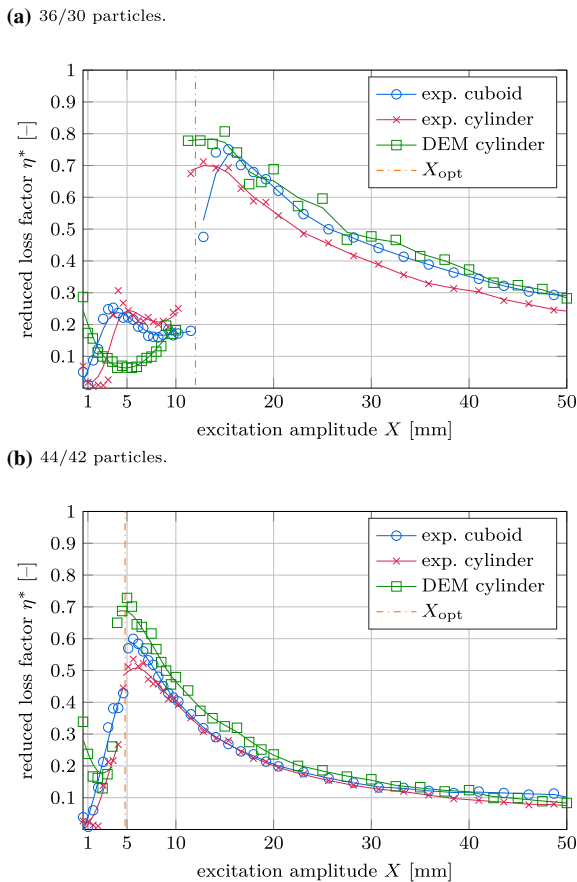 (a) 36/30 particles.
1
0.9
0.8
0.7
0.6
0.5
0.4
0.3
0.2
0.1
reduced loss factor η* [–]
exp. cuboid
exp. cylinder
DEM cylinder
Xopt
1 5 10 20 30 40 50
excitation amplitude X [mm]
(b) 44/42 particles.
1
0.9
0.8
0.7
0.6
0.5
0.4
0.3
0.2
0.1
reduced loss factor η* [–]
exp. cuboid
exp. cylinder
DEM cylinder
Xopt
1 5 10 20 30 40 50
excitation amplitude X [mm]